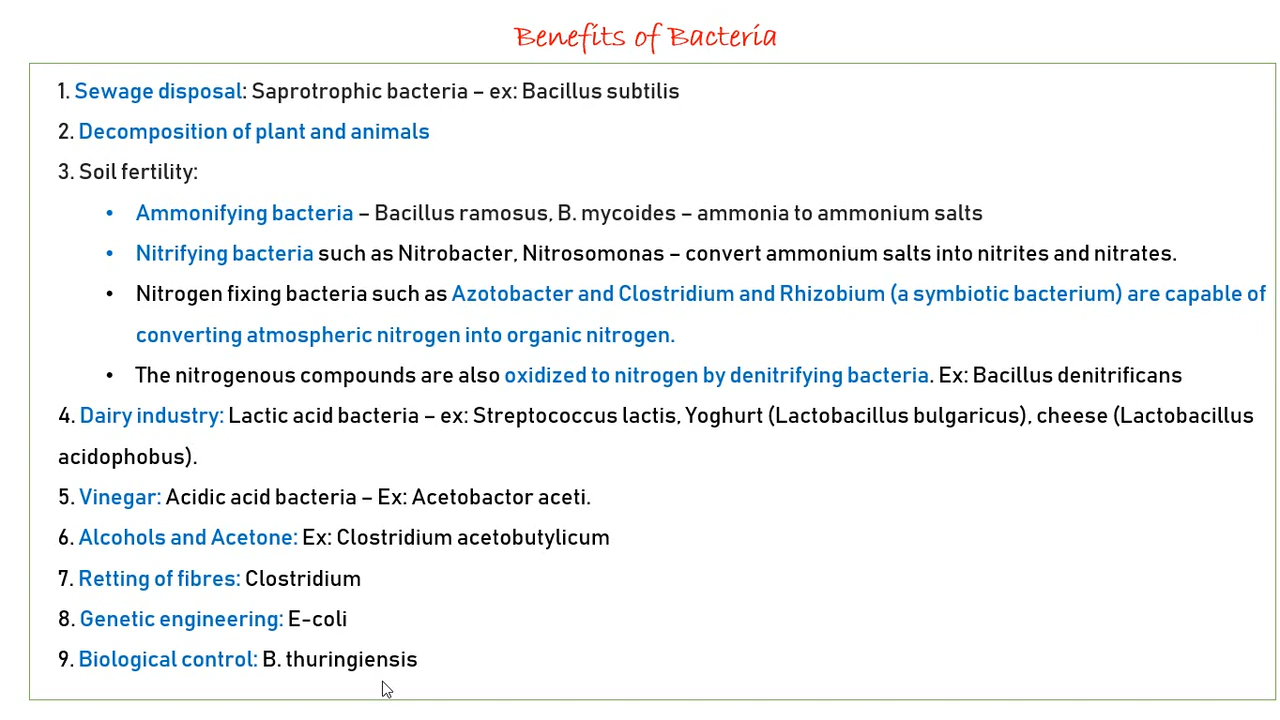 Benefits of Bacteria
1. Sewage disposal: Saprotrophic bacteria – ex: Bacillus subtilis
2. Decomposition of plant and animals
3. Soil fertility:
• Ammonifying bacteria – Bacillus ramosus, B. mycoides – ammonia to ammonium salts
• Nitrifying bacteria such as Nitrobacter, Nitrosomonas – convert ammonium salts into nitrites and nitrates.
• Nitrogen fixing bacteria such as Azotobacter and Clostridium and Rhizobium (a symbiotic bacterium) are capable of
converting atmospheric nitrogen into organic nitrogen.
• The nitrogenous compounds are also oxidized to nitrogen by denitrifying bacteria. Ex: Bacillus denitrificans
4. Dairy industry: Lactic acid bacteria – ex: Streptococcus lactis, Yoghurt (Lactobacillus bulgaricus), cheese (Lactobacillus
acidophobus).
5. Vinegar: Acidic acid bacteria – Ex: Acetobactor aceti.
6. Alcohols and Acetone: Ex: Clostridium acetobutylicum
7. Retting of fibres: Clostridium
8. Genetic engineering: E-coli
9. Biological control: B. thuringiensis